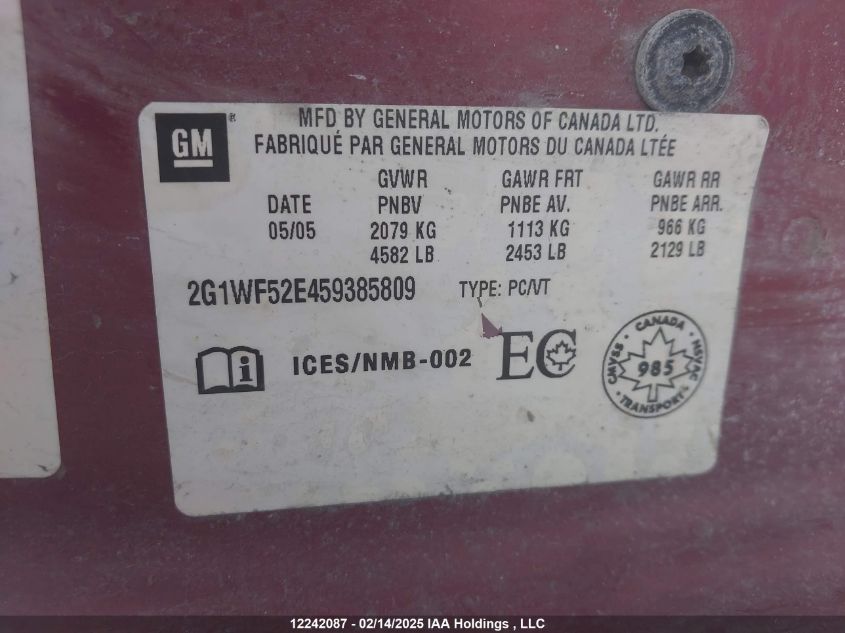 GM ®
MFD BY GENERAL MOTORS OF CANADA LTD.
FABRIQUÉ PAR GENERAL MOTORS DU CANADA LTÉE
GVWR GAWR FRT GAWR RR
DATE PNBV PNBE AV. PNBE ARR.
05/05 2079 KG 1113 KG 966 KG
4582 LB 2453 LB 2129 LB
2G1WF52E459385809 TYPE: PC/VT
i ICES/NMB-002 EC
CANADA
CMVSS 985 NSVAC
TRANSPORT
12242087 - 02/14/2025 IAA Holdings , LLC